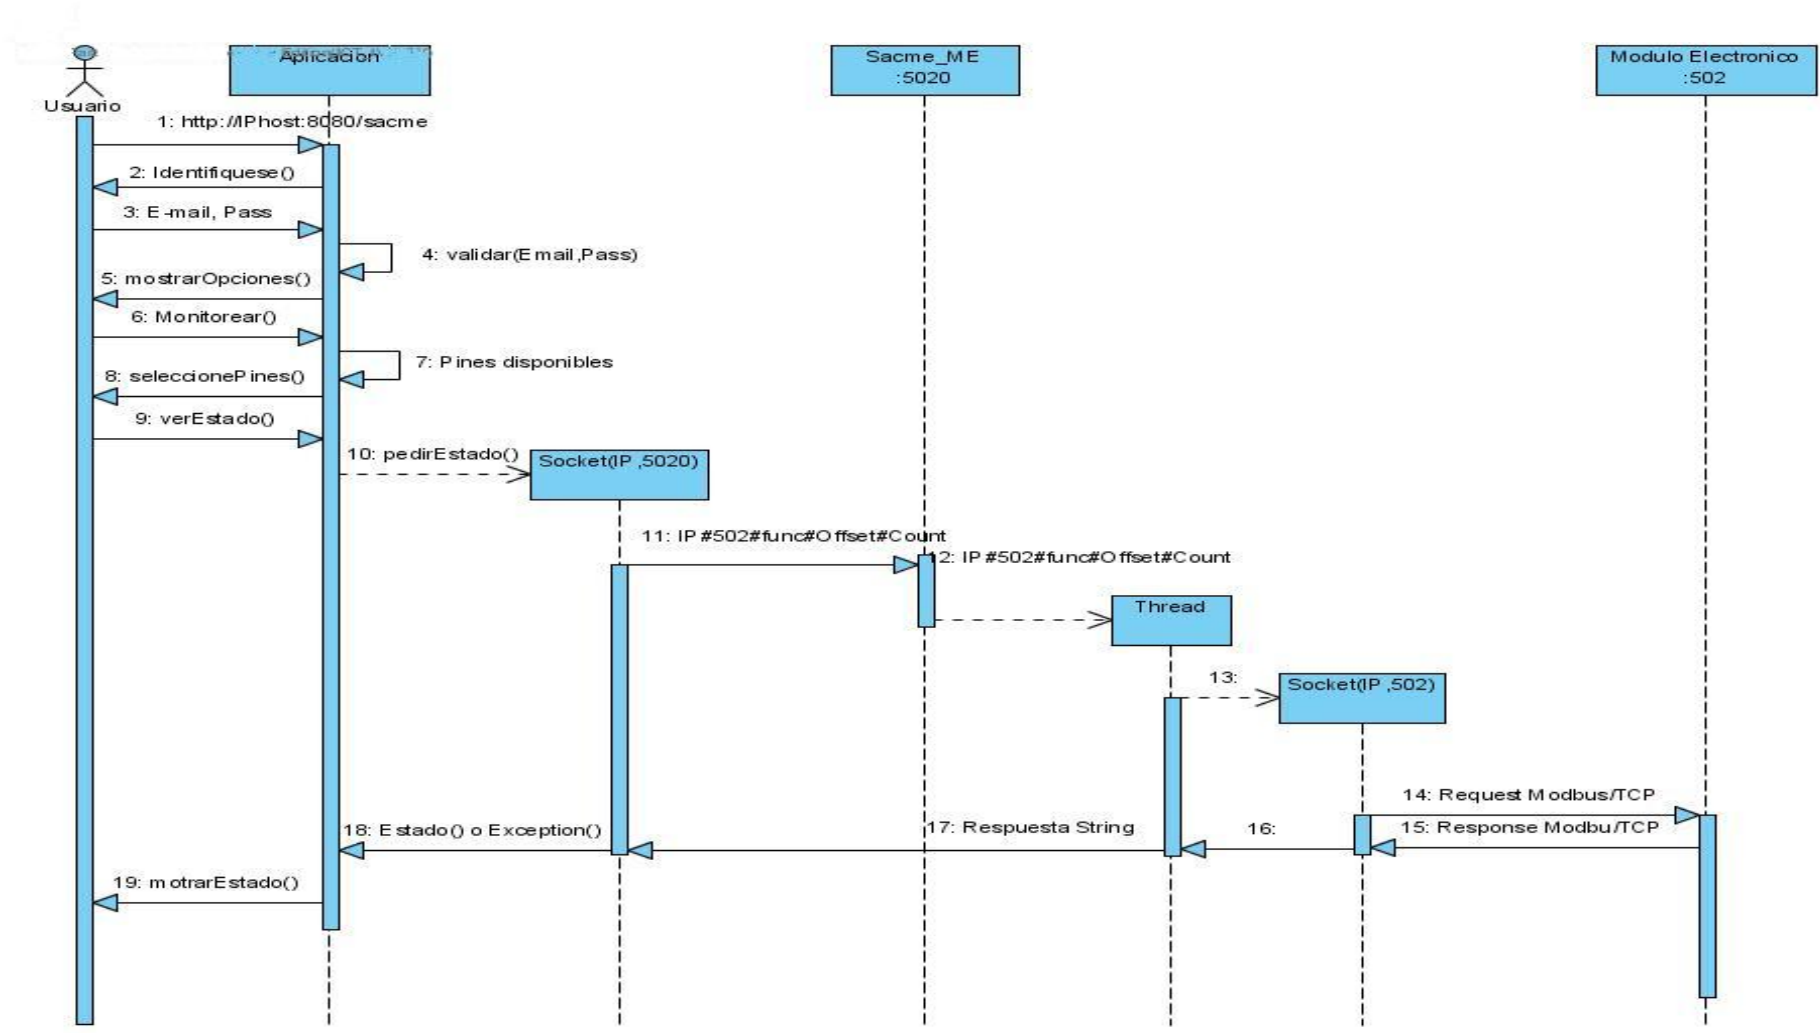 Aplicacion
Sacme_ME
:5020
Modulo Electronico
:502
Usuario
1: http://IPhost:8080/sacme
2: Identifiquese()
3: E-mail, Pass
4: validar(Email,Pass)
5: mostrarOpciones()
6: Monitorear()
7: Pines disponibles
8: seleccionePines()
9: verEstado()
10: pedirEstado()
Socket(IP,5020)
11: IP#502#func#Offset#Count
12: IP#502#func#Offset#Count
Thread
13:
Socket(IP,502)
14: Request Modbus/TCP
15: Response Modbu/TCP
16:
17: Respuesta String
18: Estado() o Exception()
19: motrarEstado()